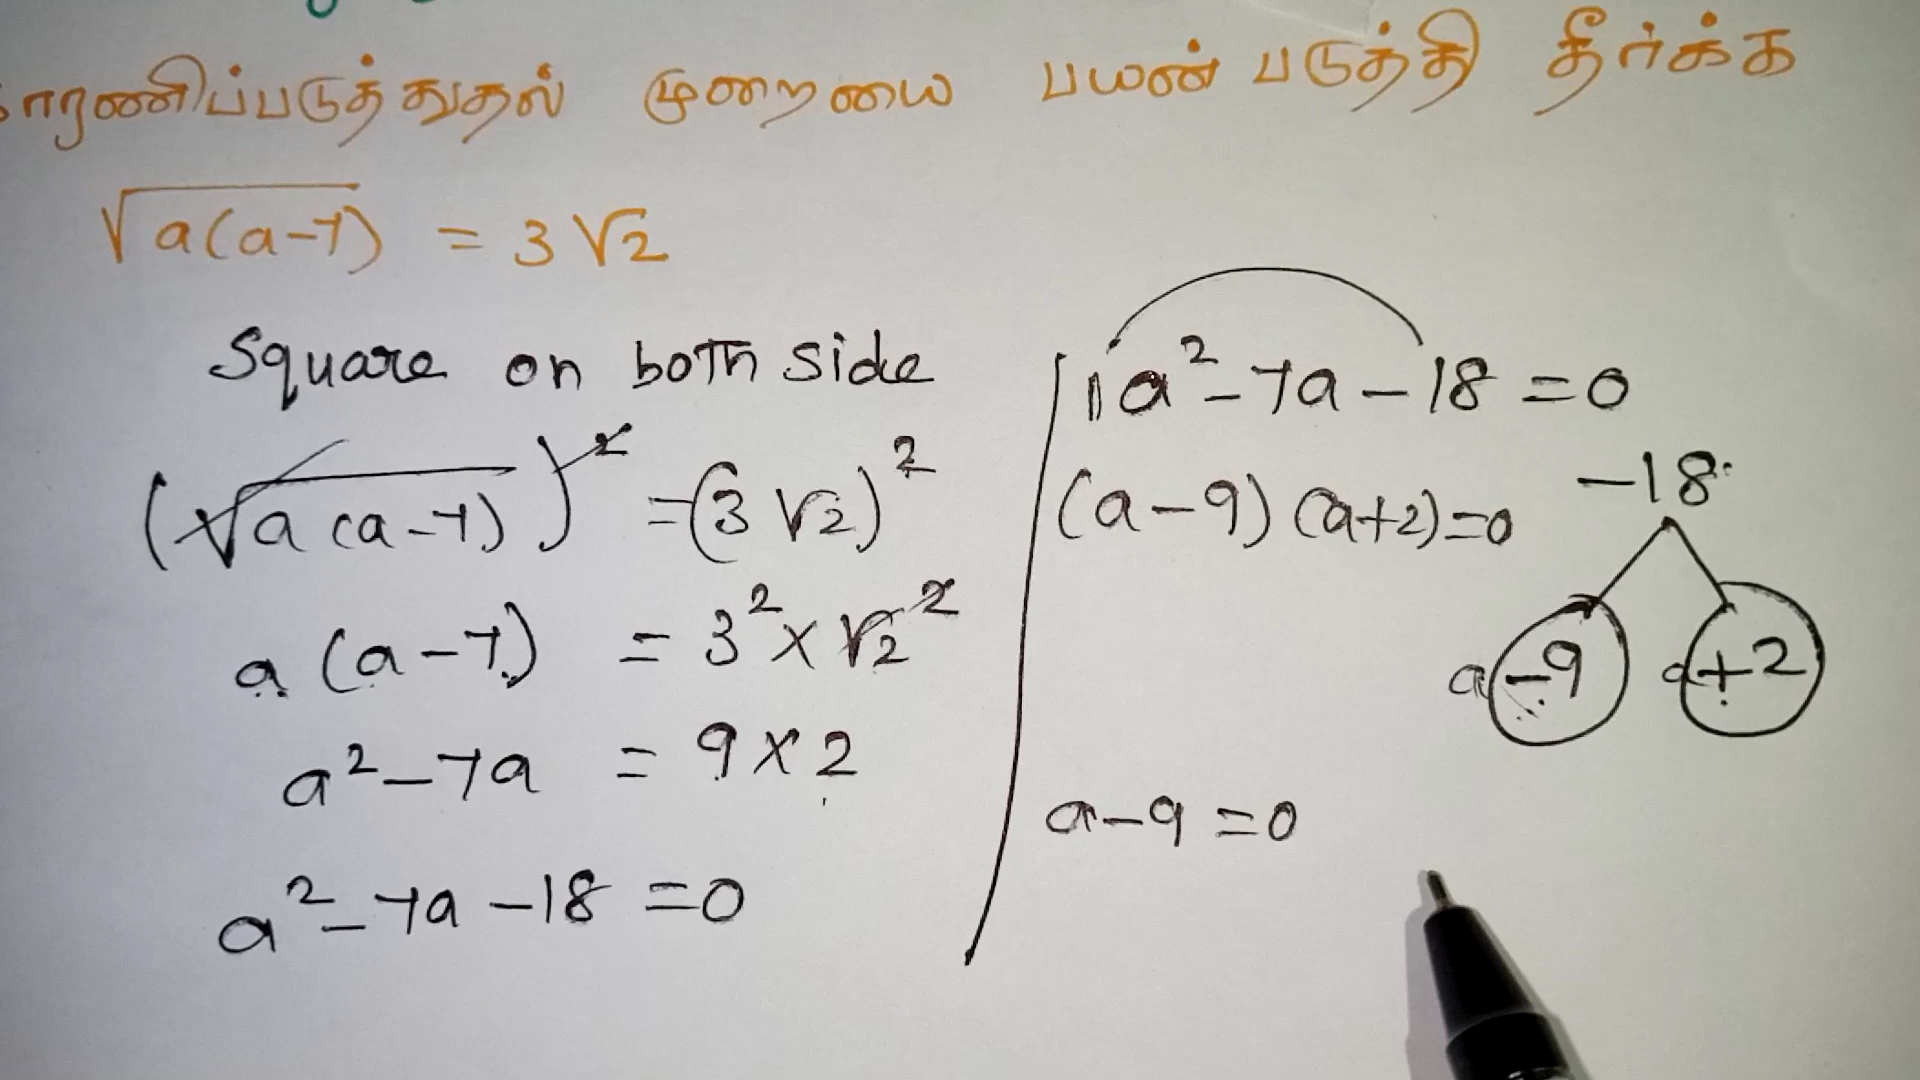 காரணிப்படுத்துதல் முறையை பயன்படுத்தி தீர்க்க
√a(a-7) = 3√2
Square on both side
(√a(a-7))² = (3√2)²
a(a-7) = 3² × √2²
a² - 7a = 9 × 2
a² - 7a - 18 = 0
1a² - 7a - 18 = 0
(a-9)(a+2)=0
-18
a-9 a+2
a-9=0